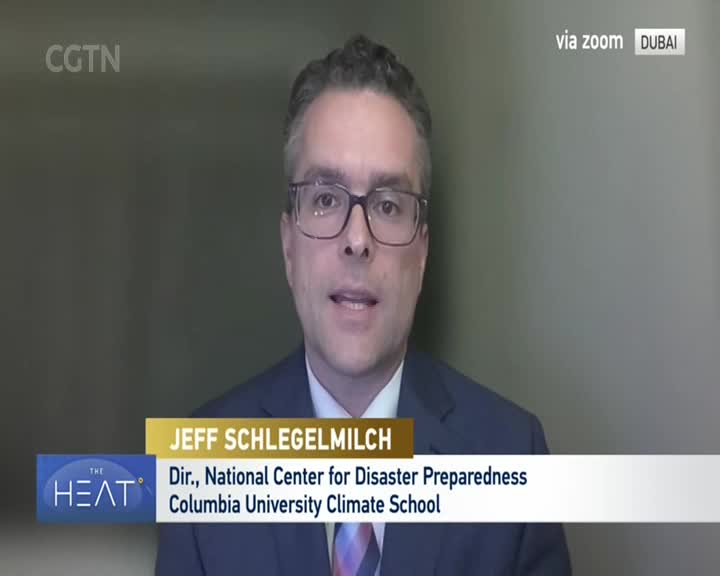 CGTN
via zoom DUBAI
JEFF SCHLEGELMILCH
THE
HEAT
Dir., National Center for Disaster Preparedness
Columbia University Climate School